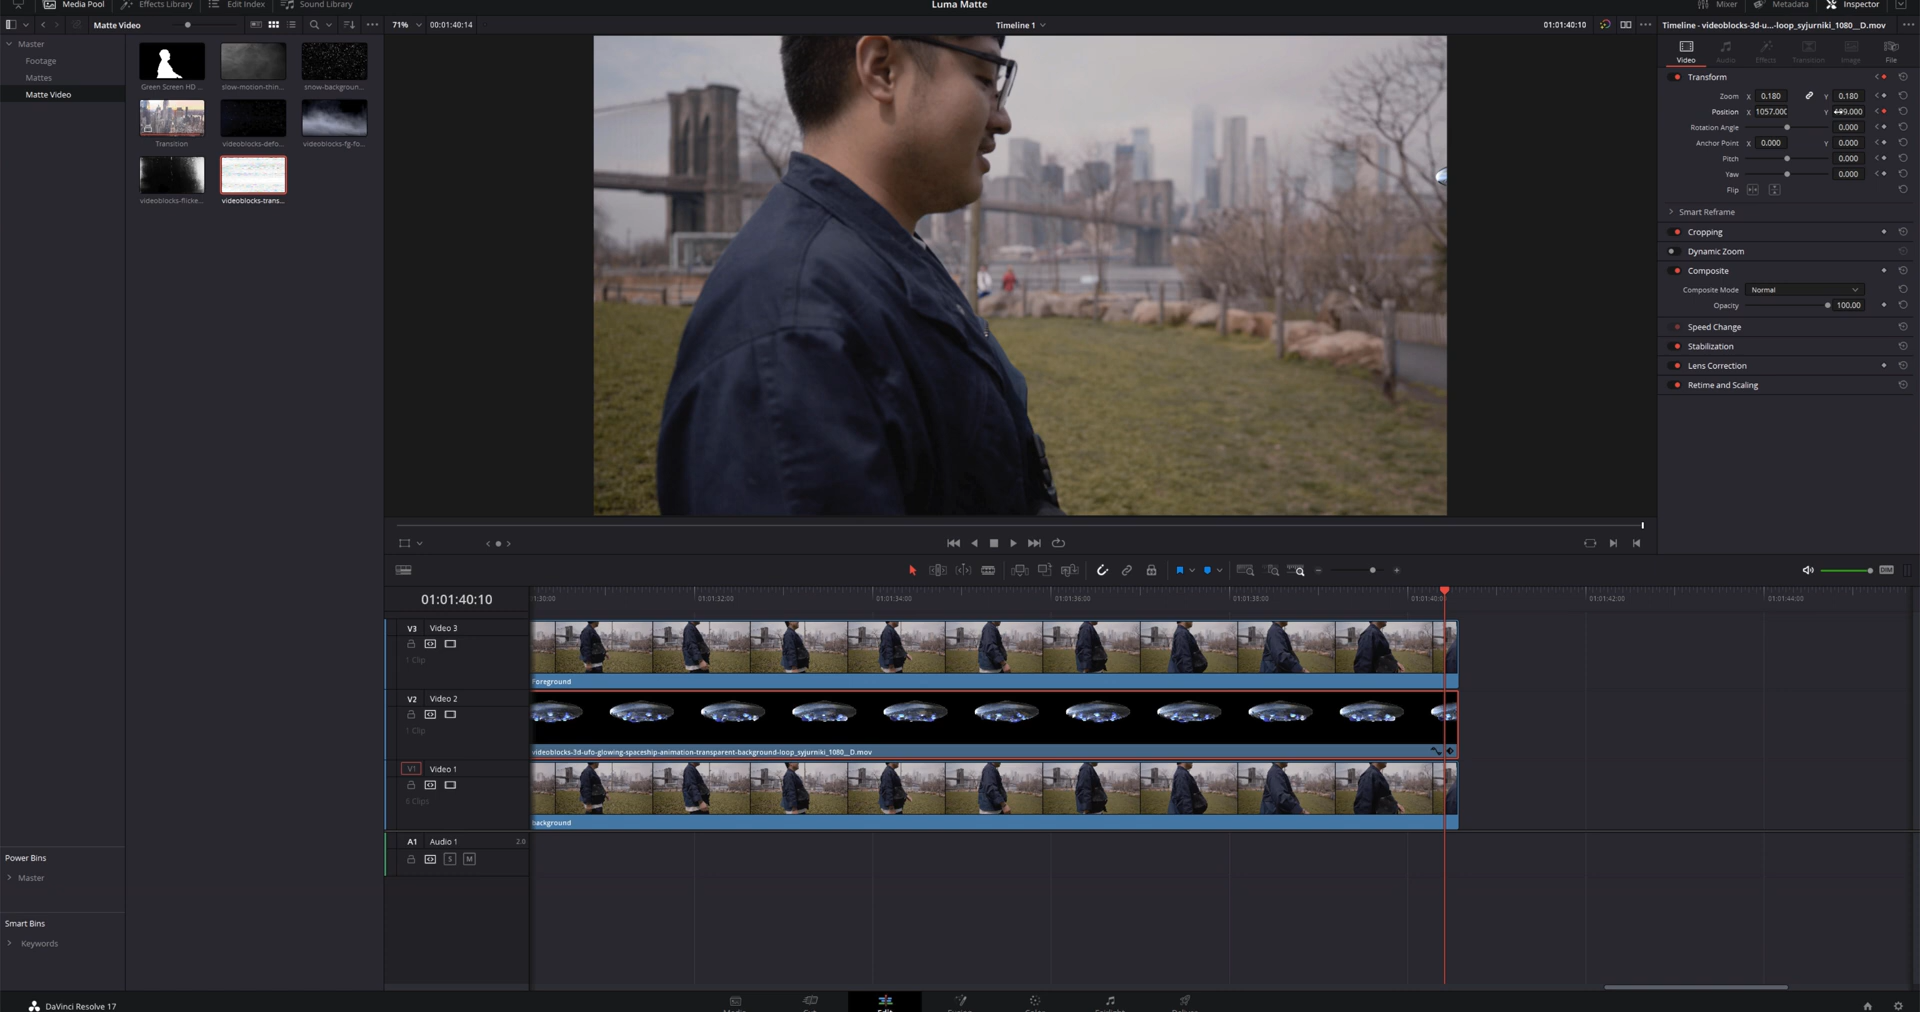 Media Pool
Effects Library
Edit Index
Sound Library
Luma Matte
Mixer
Metadata
Inspector
Matte Video
71%
00:01:40:14
Timeline 1
01:01:40:10
Timeline - videoblocks-3d-u...-loop_syjurniki_1080__D.mov
Master
Footage
Mattes
Matte Video
Green Screen HD ...
slow-motion-thin...
snow-backgroun...
Transition
videoblocks-defo...
videoblocks-fg-fo...
videoblocks-flicke...
videoblocks-trans...
Video
Audio
Effects
Transition
Image
File
Transform
Zoom X 0.180 Y 0.180
Position X 1057.000 Y
Rotation Angle 0.000
Anchor Point X 0.000 Y 0.000
Pitch 0.000
Yaw 0.000
Flip
Smart Reframe
Cropping
Dynamic Zoom
Composite
Composite Mode Normal
Opacity 100.00
Speed Change
Stabilization
Lens Correction
Retime and Scaling
DIM
01:01:40:10
1:30:00
01:01:32:00
01:01:34:00
01:01:36:00
01:01:38:00
01:01:40:00
01:01:42:00
01:01:44:00
V3 Video 3
1 Clip
Foreground
V2 Video 2
1 Clip
videoblocks-3d-ufo-glowing-spaceship-animation-transparent-background-loop_syjurniki_1080__D.mov
V1 Video 1
6 Clips
background
A1 Audio 1 2.0
S M
Power Bins
Master
Smart Bins
Keywords
DaVinci Resolve 17
Edit